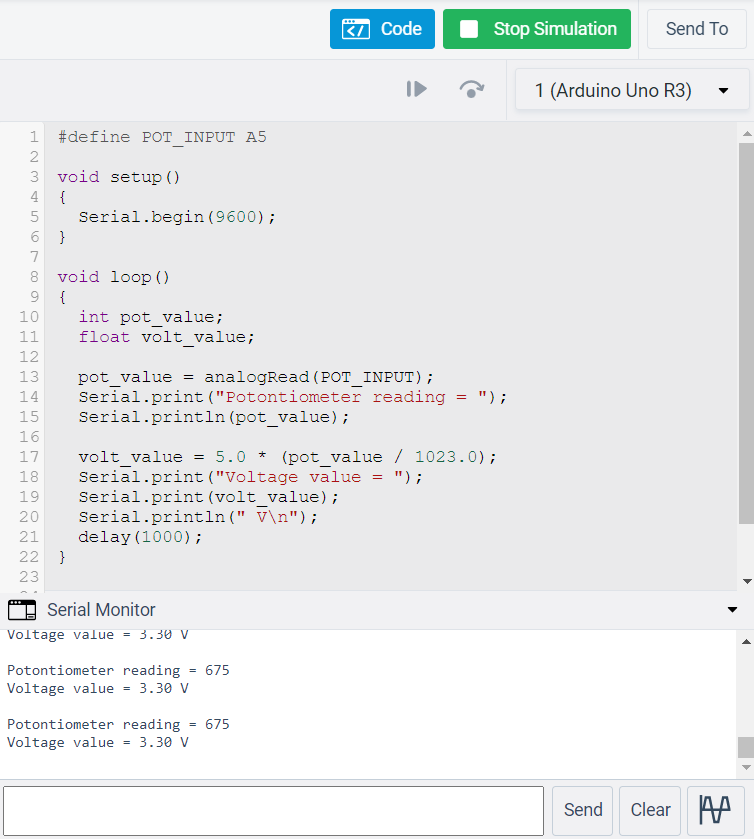 Code
Stop Simulation
Send To
1 (Arduino Uno R3)
1 #define POT_INPUT A5
2
3 void setup()
4 {
5   Serial.begin(9600);
6 }
7
8 void loop()
9 {
10   int pot_value;
11   float volt_value;
12
13   pot_value = analogRead(POT_INPUT);
14   Serial.print("Potontiometer reading = ");
15   Serial.println(pot_value);
16
17   volt_value = 5.0 * (pot_value / 1023.0);
18   Serial.print("Voltage value = ");
19   Serial.print(volt_value);
20   Serial.println(" V\n");
21   delay(1000);
22 }
23
Serial Monitor
Voltage value = 3.30 V
Potontiometer reading = 675
Voltage value = 3.30 V
Potontiometer reading = 675
Voltage value = 3.30 V
Send
Clear